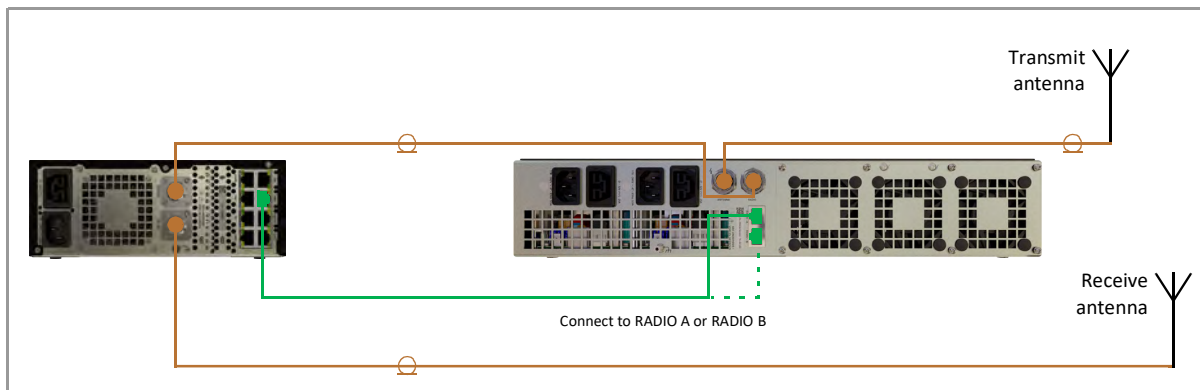 Transmit
antenna
Receive
antenna
Connect to RADIO A or RADIO B